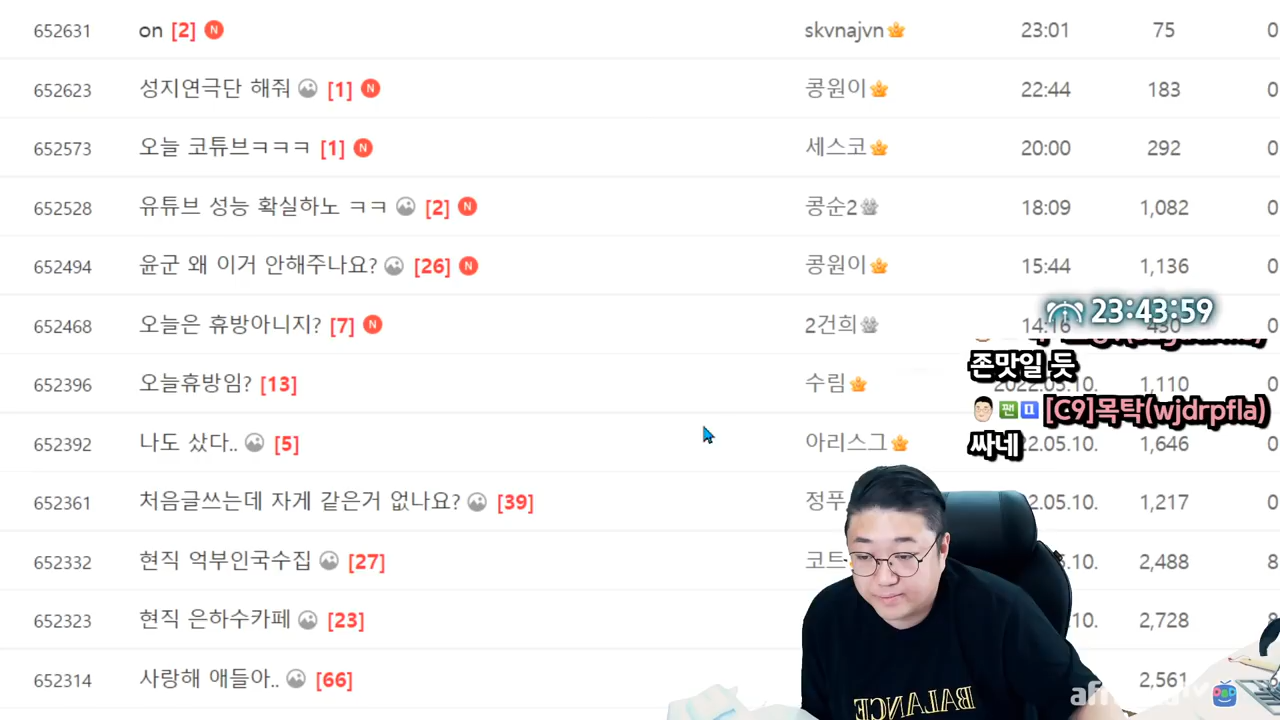 652631 on [2] N skvnajvn 23:01 75 0
652623 성지연극단 해줘 [1] N 콩원이 22:44 183 0
652573 오늘 코튜브ㅋㅋㅋ [1] N 세스코 20:00 292 0
652528 유튜브 성능 확실하노 ㅋㅋ [2] N 콩순2 18:09 1,082 0
652494 윤군 왜 이거 안해주나요? [26] N 콩원이 15:44 1,136 0
23:43:59
652468 오늘은 휴방아니지? [7] N 2건희 14:16 430 0
존맛일 듯
652396 오늘휴방임? [13] 수림 2022.05.10. 1,110 0
팬 [C9]목탁(wjdrpfla)
싸네
652392 나도 샀다.. [5] 아리스그 22.05.10. 1,646 0
652361 처음글쓰는데 자게 같은거 없나요? [39] 정푸 .10. 1,217 0
652332 현직 억부인국수집 [27] 코트 .10. 2,488 8
652323 현직 은하수카페 [23] 10. 2,728
652314 사랑해 애들아.. [66] 2,561
BALANCE